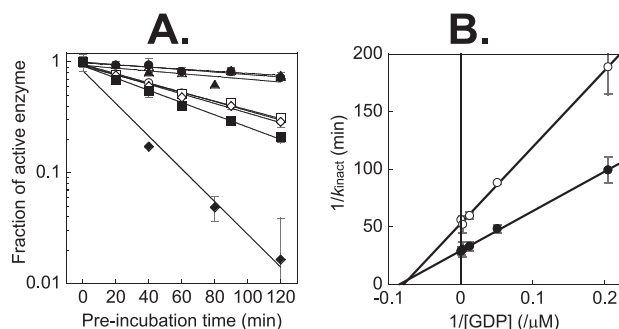 A.
Fraction of active enzyme
1
0.1
0.01
0 20 40 60 80 100 120
Pre-incubation time (min)
B.
1/kinact (min)
200
150
100
50
0
-0.1 0 0.1 0.2
1/[GDP] (/μM)